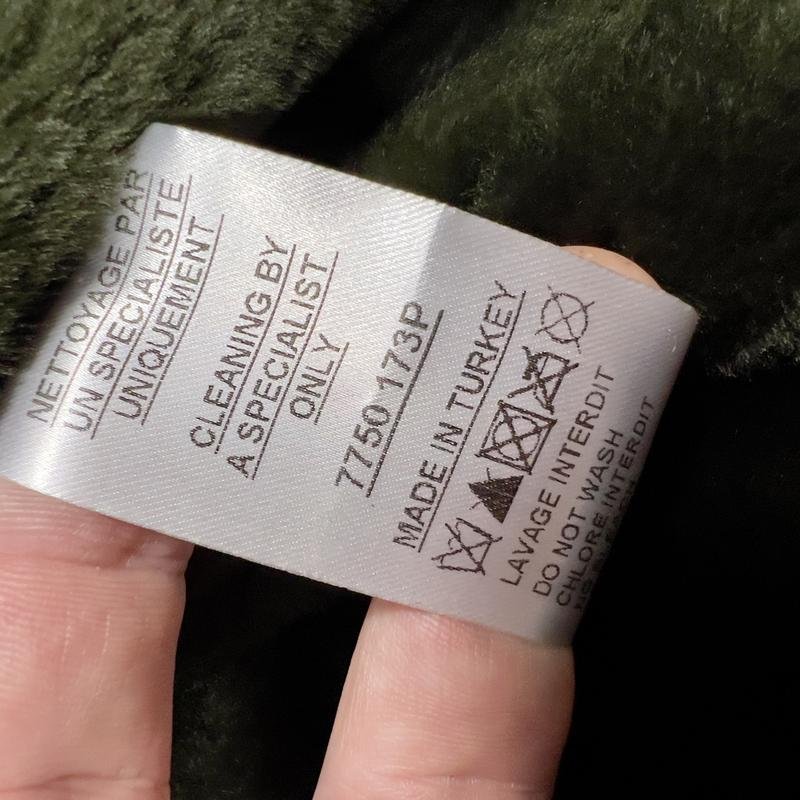 NETTOYAGE PAR
UN SPECIALISTE
UNIQUEMENT
CLEANING BY
A SPECIALIST
ONLY
7750 173P
MADE IN TURKEY
LAVAGE INTERDIT
DO NOT WASH
CHLORE INTERDIT